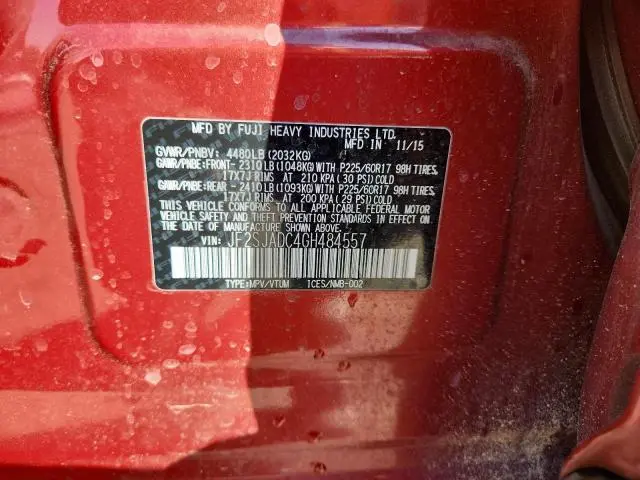 MFD BY FUJI HEAVY INDUSTRIES LTD.
MFD IN 11/15
GVWR/PNBV: 4480LB(2032KG)
GAWR/PNBE:FRONT-2310LB(1048KG)WITH P225/60R17 98H TIRES,
17X7J RIMS AT 210 KPA(30 PSI)COLD
GAWR/PNBE:REAR -2410LB(1093KG)WITH P225/60R17 98H TIRES,
17X7J RIMS AT 200 KPA(29 PSI)COLD
THIS VEHICLE CONFORMS TO ALL APPLICABLE FEDERAL MOTOR
VEHICLE SAFETY AND THEFT PREVENTION STANDARDS IN EFFECT ON
THE DATE OF MANUFACTURE SHOWN ABOVE.
VIN: JF2SJADC4GH484557
TYPE:MPV/VTUM ICES/NMB-002